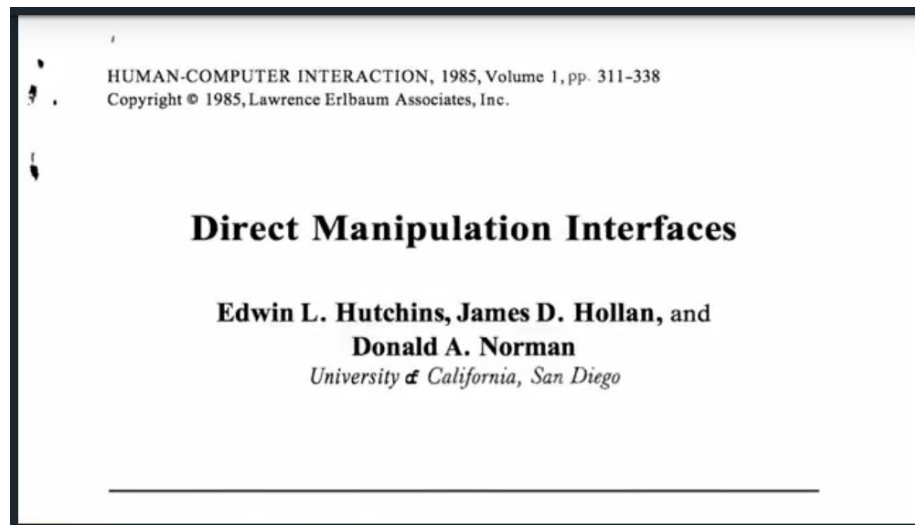 HUMAN-COMPUTER INTERACTION, 1985, Volume 1, pp. 311-338
Copyright © 1985, Lawrence Erlbaum Associates, Inc.
Direct Manipulation Interfaces
Edwin L. Hutchins, James D. Hollan, and
Donald A. Norman
University of California, San Diego